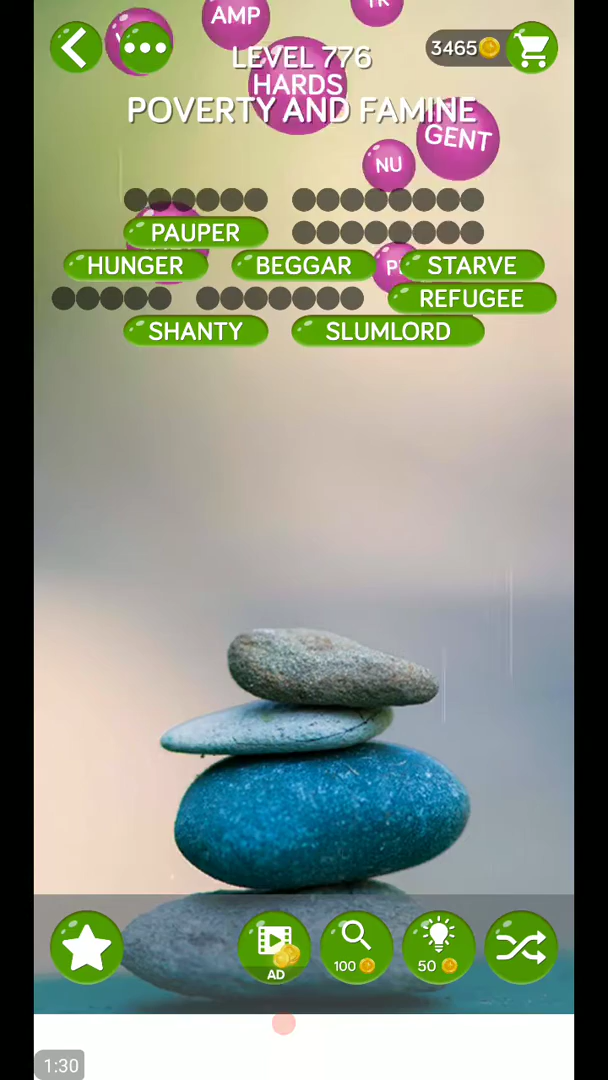 AMP
LEVEL 776
3465
HARDS
POVERTY AND FAMINE
GENT
NU
PAUPER
HUNGER
BEGGAR
STARVE
REFUGEE
SHANTY
SLUMLORD
AD
100
50
1:30